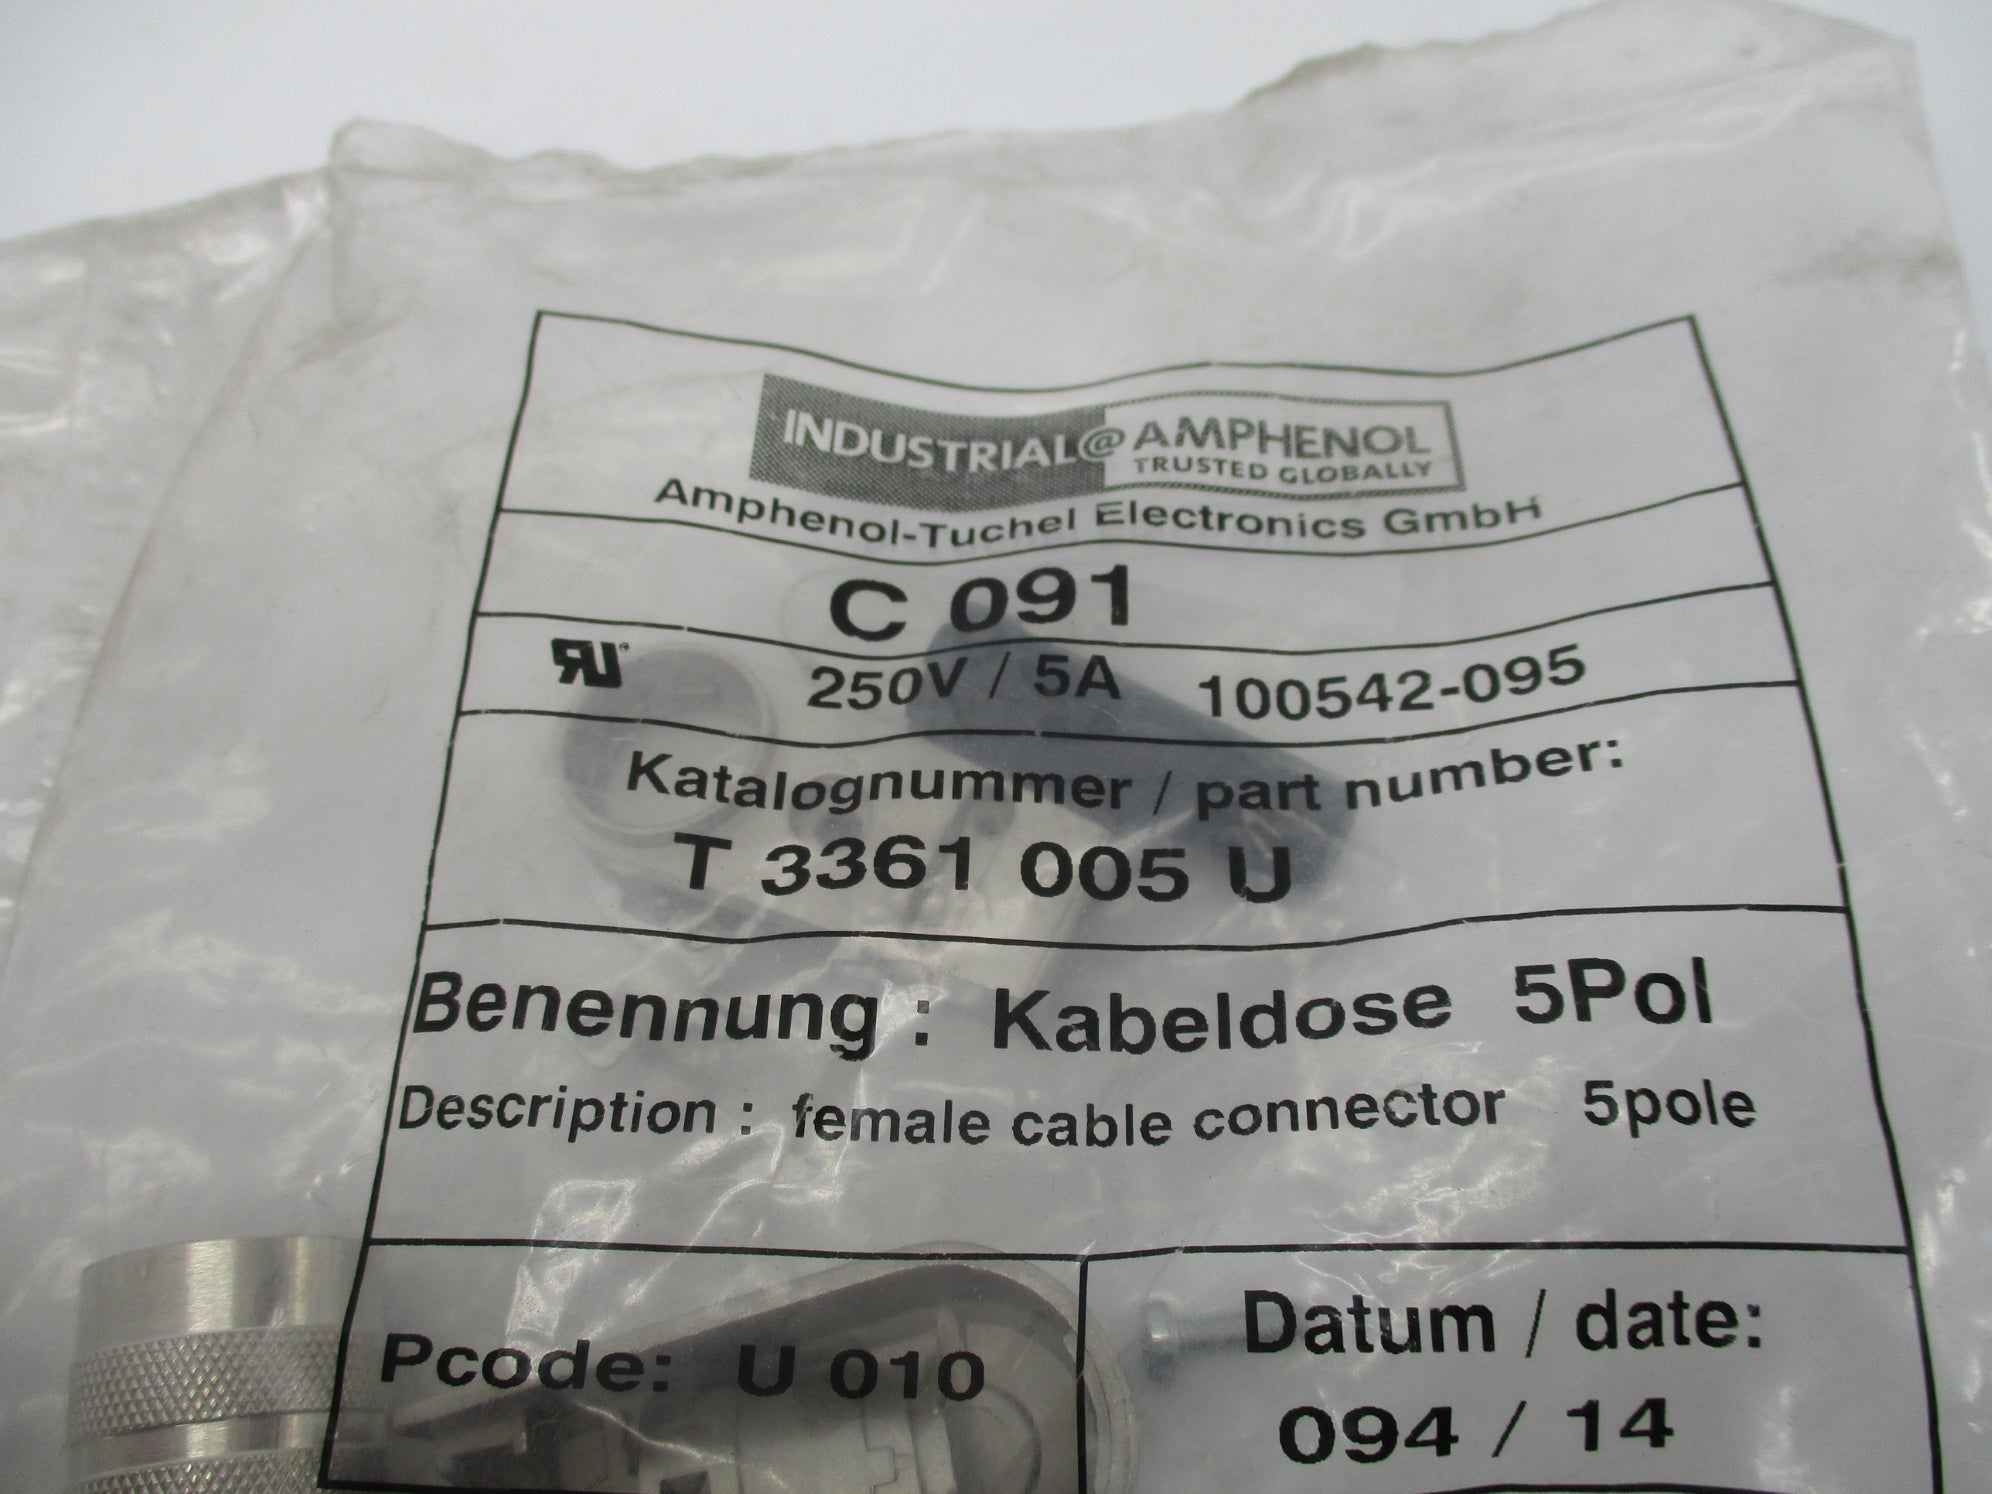 INDUSTRIAL@AMPHENOL
TRUSTED GLOBALLY
Amphenol-Tuchel Electronics GmbH
C 091
RU 250V / 5A 100542-095
Katalognummer / part number:
T 3361 005 U
Benennung : Kabeldose 5Pol
Description : female cable connector 5pole
Pcode: U 010
Datum / date:
094 / 14